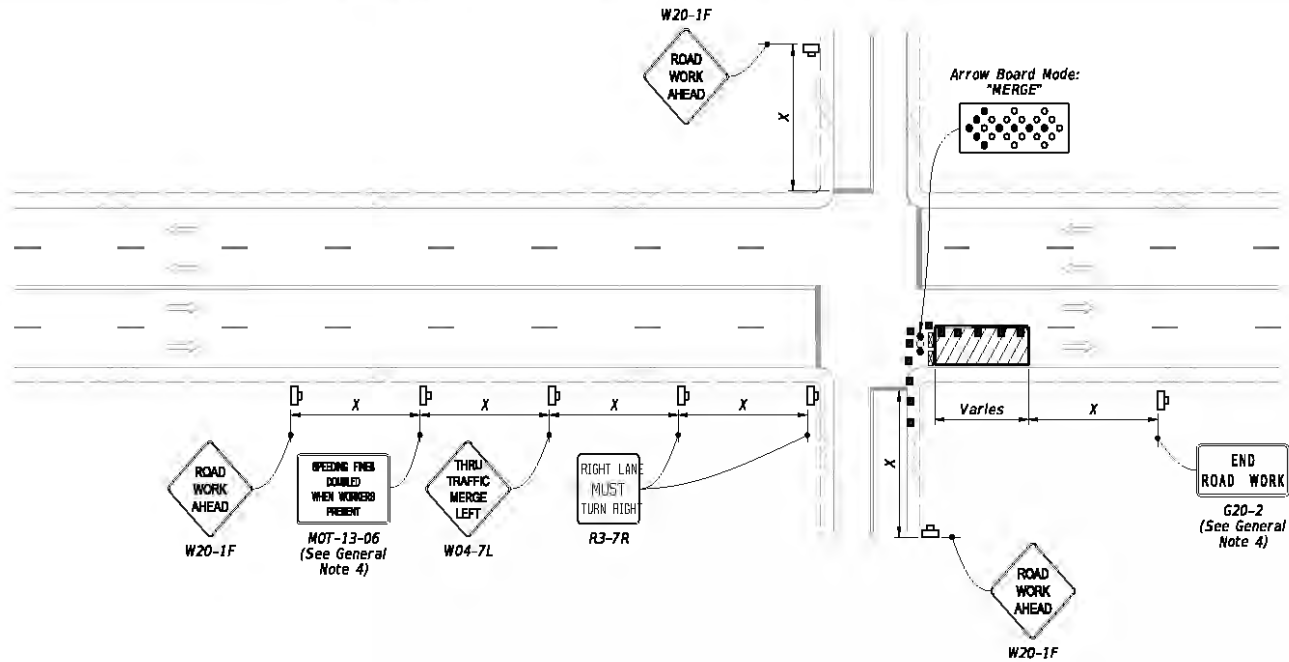 W20-1F
ROAD
WORK
AHEAD
X
Arrow Board Mode:
"MERGE"
X
X
X
X
Varies
X
X
ROAD
WORK
AHEAD
W20-1F
SPEEDING FINES
DOUBLED
WHEN WORKERS
PRESENT
MOT-13-06
(See General
Note 4)
THRU
TRAFFIC
MERGE
LEFT
W04-7L
RIGHT LANE
MUST
TURN RIGHT
R3-7R
END
ROAD WORK
G20-2
(See General
Note 4)
ROAD
WORK
AHEAD
W20-1F